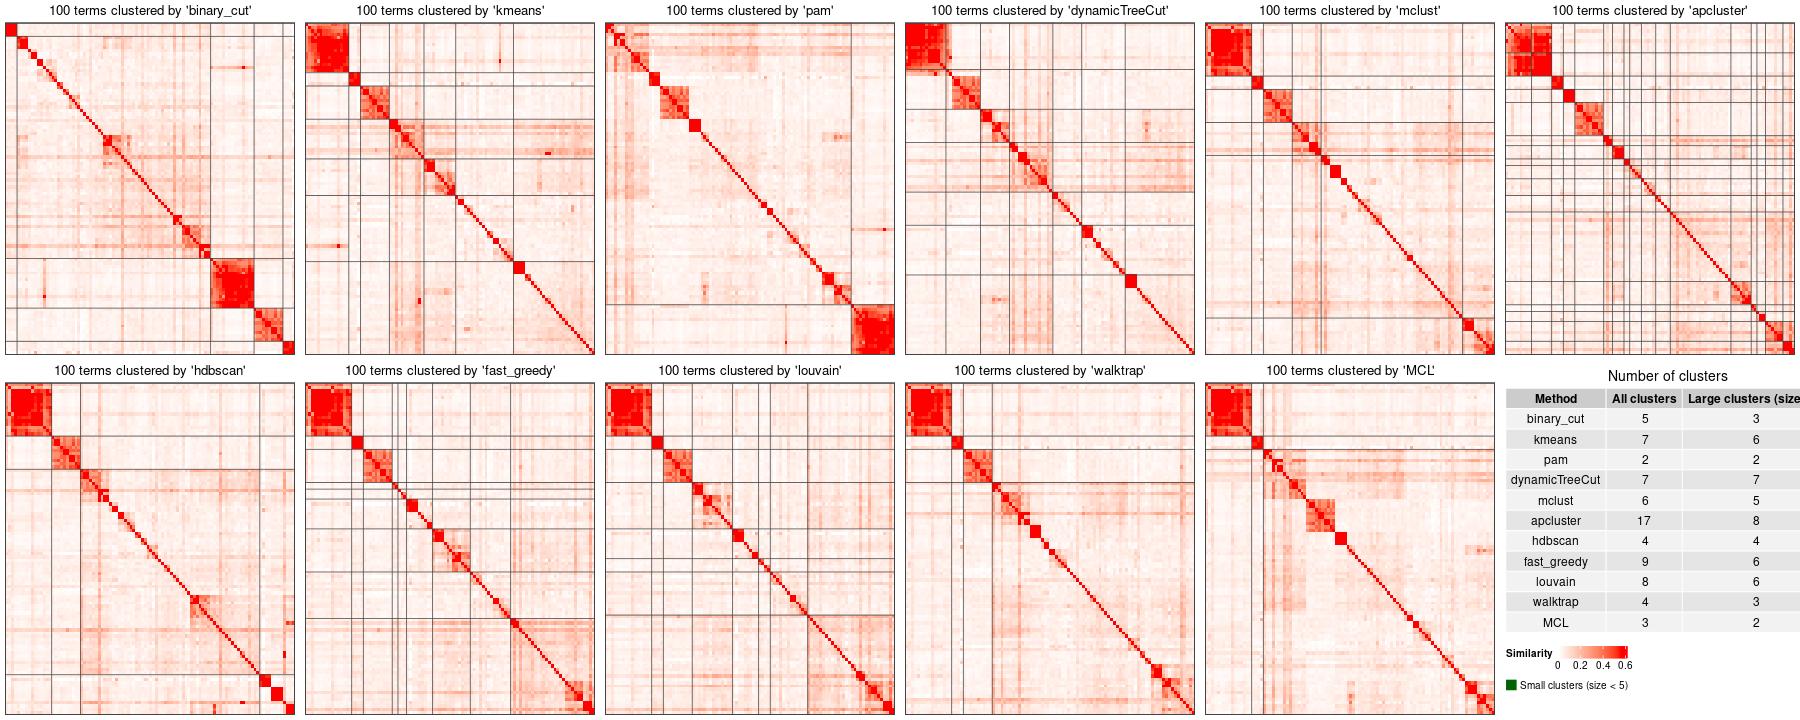 100 terms clustered by 'binary_cut'
100 terms clustered by 'kmeans'
100 terms clustered by 'pam'
100 terms clustered by 'dynamicTreeCut'
100 terms clustered by 'mclust'
100 terms clustered by 'apcluster'
100 terms clustered by 'hdbscan'
100 terms clustered by 'fast_greedy'
100 terms clustered by 'louvain'
100 terms clustered by 'walktrap'
100 terms clustered by 'MCL'
Number of clusters
Method All clusters Large clusters (size
binary_cut 5 3
kmeans 7 6
pam 2 2
dynamicTreeCut 7 7
mclust 6 5
apcluster 17 8
hdbscan 4 4
fast_greedy 9 6
louvain 8 6
walktrap 4 3
MCL 3 2
Similarity
0 0.2 0.4 0.6
Small clusters (size < 5)